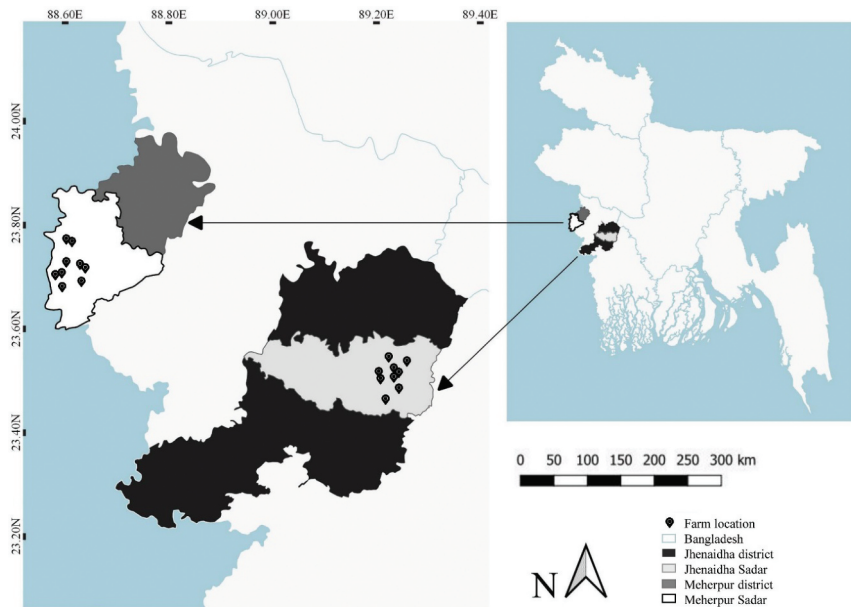 88.60E 88.80E 89.00E 89.20E 89.40E
24.00N
23.80N
23.60N
23.40N
23.20N
0 50 100 150 200 250 300 km
Farm location
Bangladesh
Jhenaidha district
Jhenaidha Sadar
Meherpur district
Meherpur Sadar
N